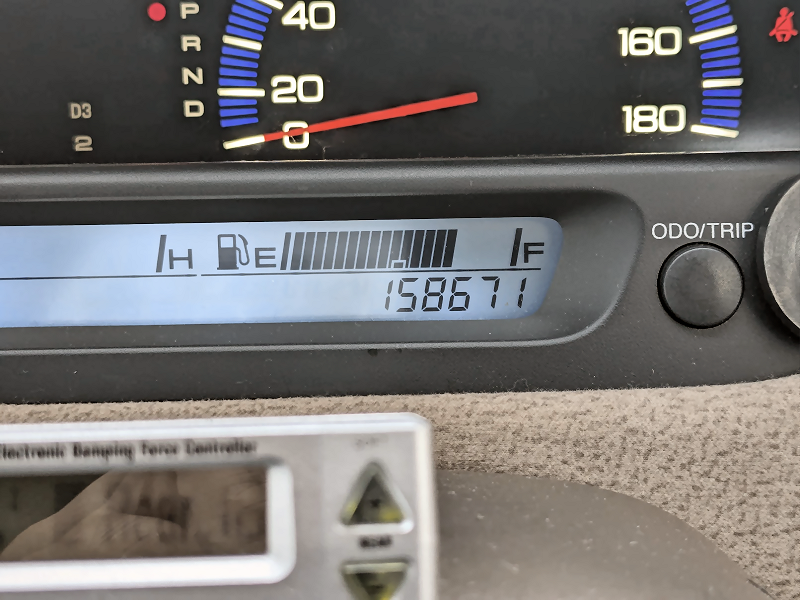 P
R
N
D
D3
2
40
20
0
160
180
H
E
F
158671
ODO/TRIP
Electronic Damping Force Controller